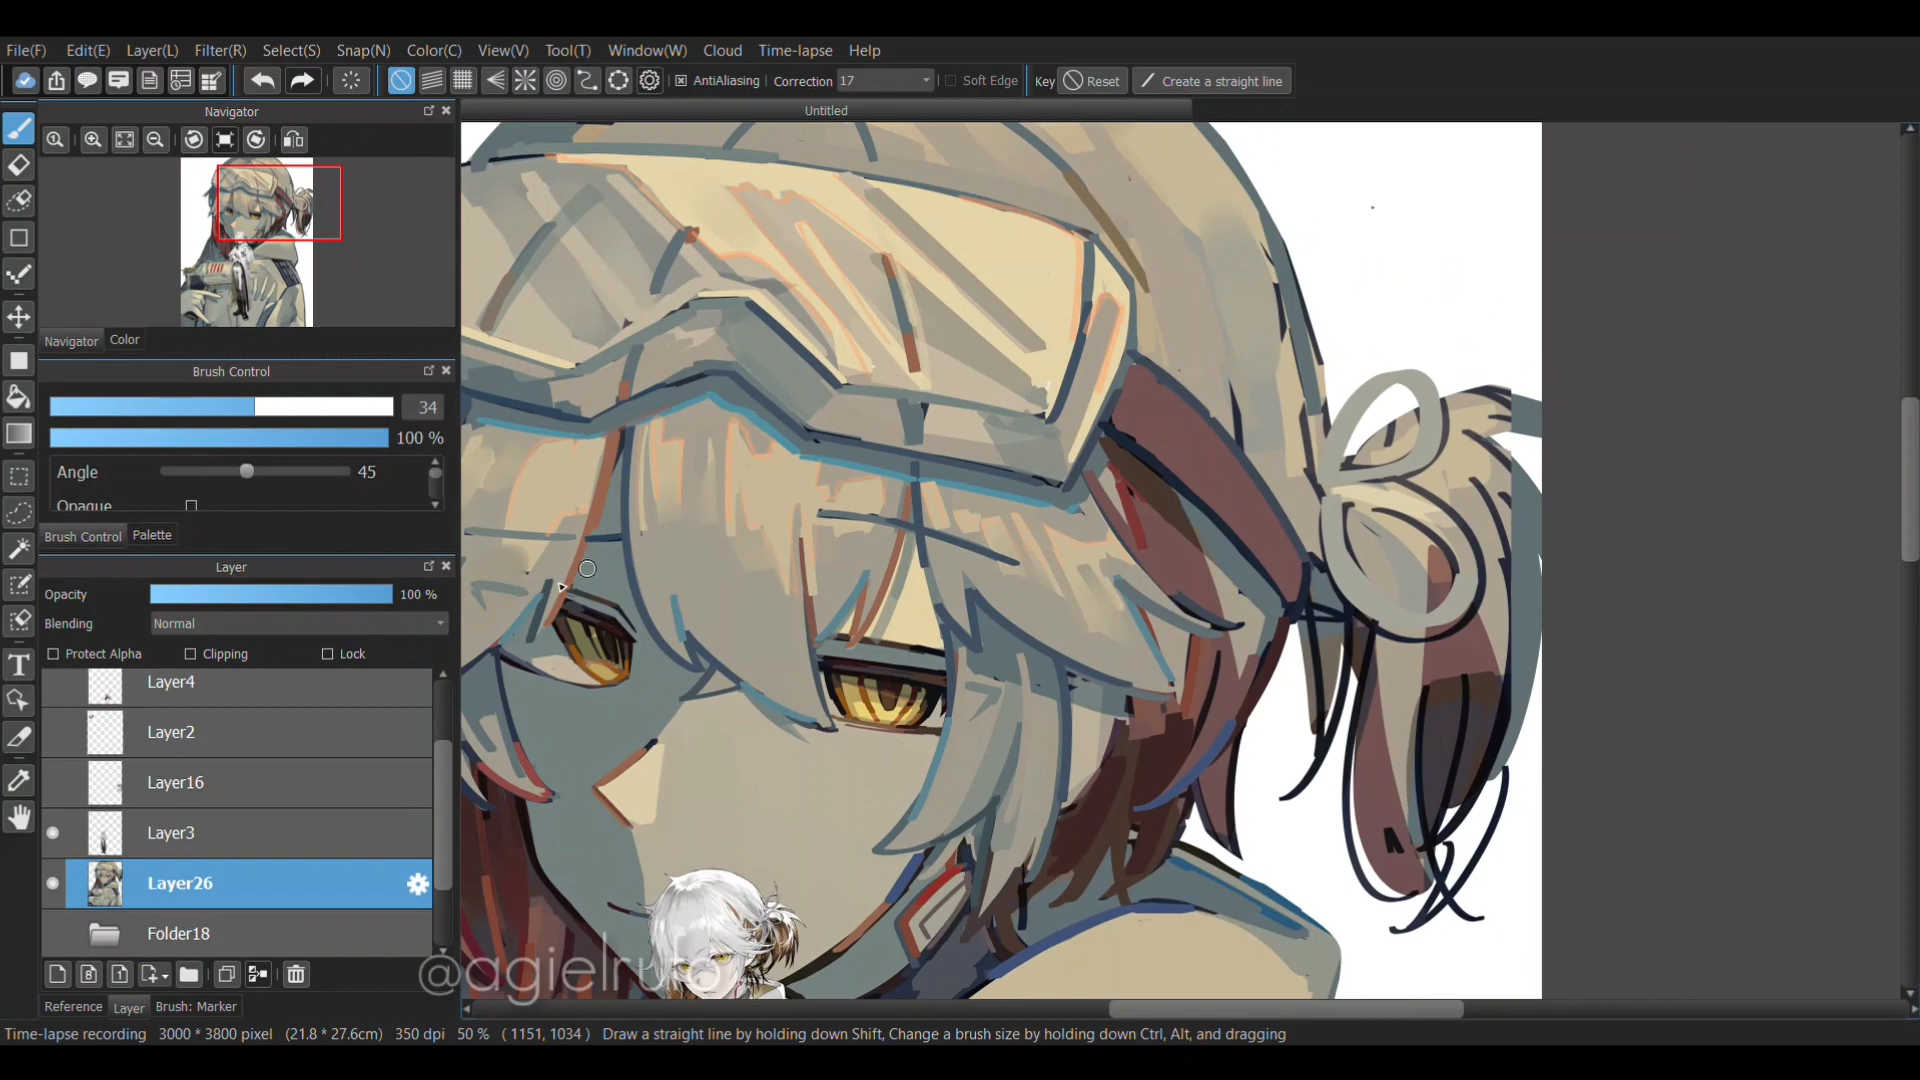 File(F) Edit(E) Layer(L) Filter(R) Select(S) Snap(N) Color(C) View(V) Tool(T) Window(W) Cloud Time-lapse Help
AntiAliasing Correction 17 Soft Edge Key Reset Create a straight line
Navigator
Untitled
Navigator Color
Brush Control
34
100 %
Angle 45
Opaque
Brush Control Palette
Layer
Opacity 100 %
Blending Normal
Protect Alpha Clipping Lock
Layer4
Layer2
Layer16
Layer3
Layer26
Folder18
8 1
@agielruto
Reference Layer Brush: Marker
Time-lapse recording 3000 * 3800 pixel (21.8 * 27.6cm) 350 dpi 50 % ( 1151, 1034 ) Draw a straight line by holding down Shift, Change a brush size by holding down Ctrl, Alt, and dragging